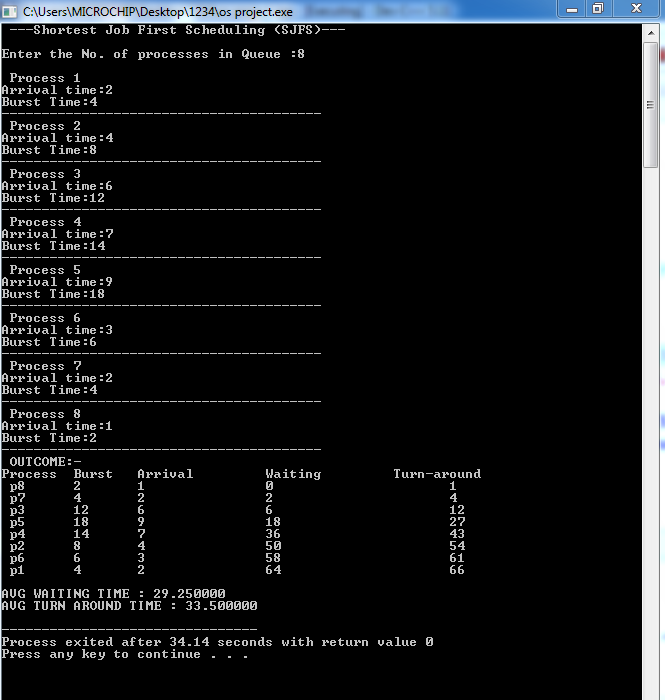 C:\Users\MICROCHIP\Desktop\1234\os project.exe
---Shortest Job First Scheduling (SJFS)---
Enter the No. of processes in Queue :8
Process 1
Arrival time:2
Burst Time:4
----------------------------------------
Process 2
Arrival time:4
Burst Time:8
----------------------------------------
Process 3
Arrival time:6
Burst Time:12
----------------------------------------
Process 4
Arrival time:7
Burst Time:14
----------------------------------------
Process 5
Arrival time:9
Burst Time:18
----------------------------------------
Process 6
Arrival time:3
Burst Time:6
----------------------------------------
Process 7
Arrival time:2
Burst Time:4
----------------------------------------
Process 8
Arrival time:1
Burst Time:2
----------------------------------------
OUTCOME:-
Process Burst Arrival Waiting Turn-around
p8 2 1 0 1
p7 4 2 2 4
p3 12 6 6 12
p5 18 9 18 27
p4 14 7 36 43
p2 8 4 50 54
p6 6 3 58 61
p1 4 2 64 66
AVG WAITING TIME : 29.250000
AVG TURN AROUND TIME : 33.500000
--------------------------------
Process exited after 34.14 seconds with return value 0
Press any key to continue . . .